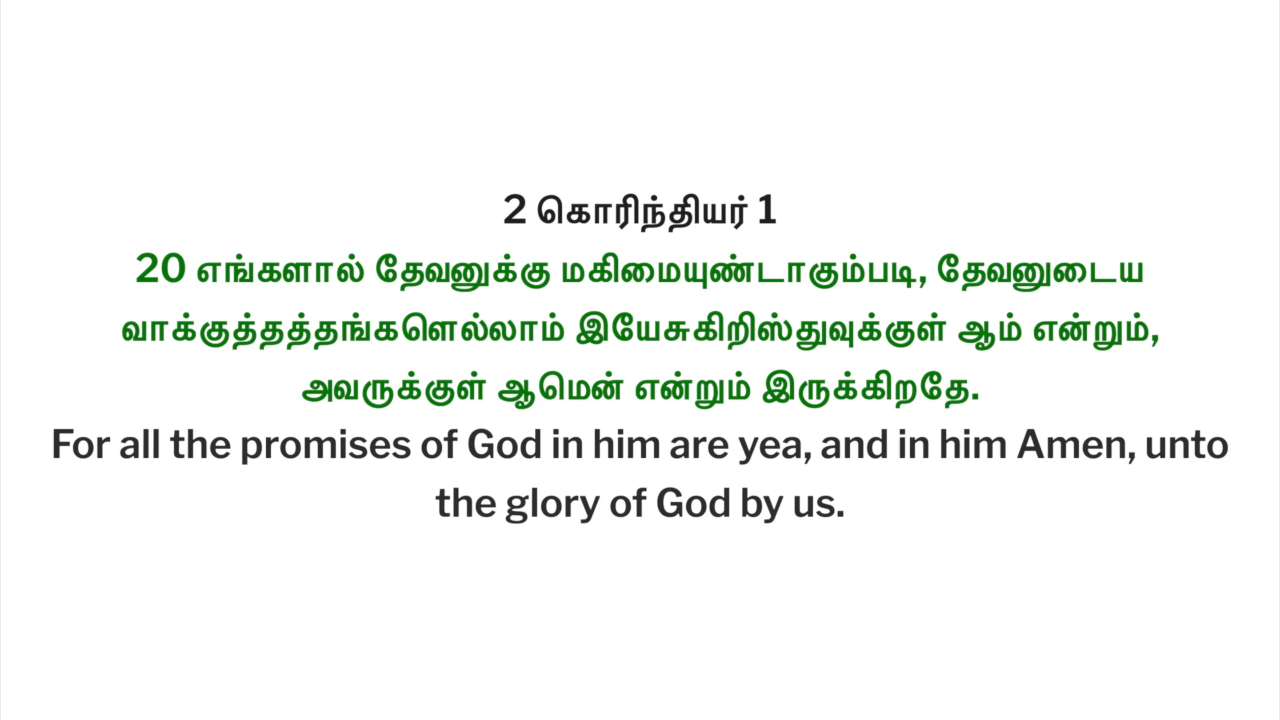 2 கொரிந்தியர் 1
20 எங்களால் தேவனுக்கு மகிமையுண்டாகும்படி, தேவனுடைய
வாக்குத்தத்தங்களெல்லாம் இயேசுகிறிஸ்துவுக்குள் ஆம் என்றும்,
அவருக்குள் ஆமென் என்றும் இருக்கிறதே.
For all the promises of God in him are yea, and in him Amen, unto
the glory of God by us.